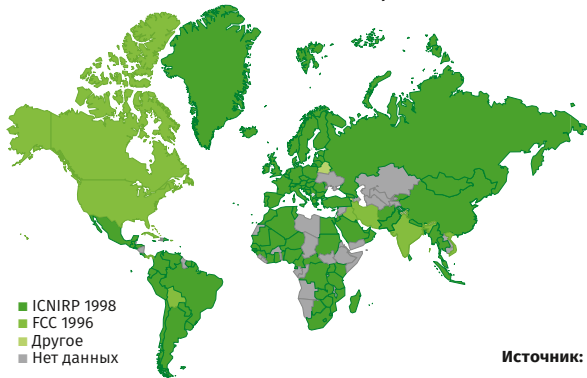 ICNIRP 1998
FCC 1996
Другое
Нет данных
Источник: